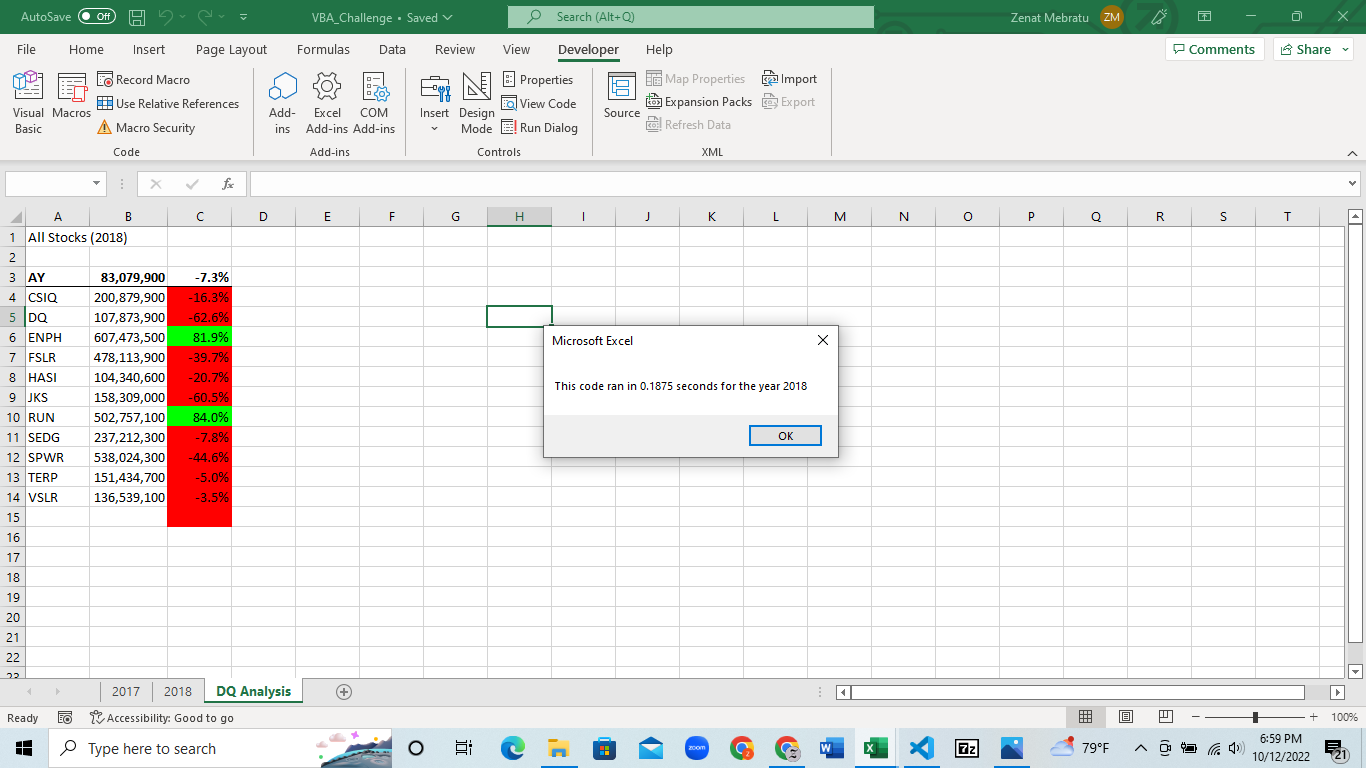 AutoSave Off VBA_Challenge • Saved Search (Alt+Q) Zenat Mebratu ZM
File Home Insert Page Layout Formulas Data Review View Developer Help Comments Share
Visual Basic
Macros
Record Macro
Use Relative References
Macro Security
Code
Add-ins
Excel Add-ins
COM Add-ins
Add-ins
Insert
Design Mode
Properties
View Code
Run Dialog
Controls
Source
Map Properties
Expansion Packs
Refresh Data
Import
Export
XML
fx
A B C D E F G H I J K L M N O P Q R S T
1 All Stocks (2018)
2
3 AY 83,079,900 -7.3%
4 CSIQ 200,879,900 -16.3%
5 DQ 107,873,900 -62.6%
6 ENPH 607,473,500 81.9%
7 FSLR 478,113,900 -39.7%
8 HASI 104,340,600 -20.7%
9 JKS 158,309,000 -60.5%
10 RUN 502,757,100 84.0%
11 SEDG 237,212,300 -7.8%
12 SPWR 538,024,300 -44.6%
13 TERP 151,434,700 -5.0%
14 VSLR 136,539,100 -3.5%
15
16
17
18
19
20
21
22
23
Microsoft Excel
This code ran in 0.1875 seconds for the year 2018
OK
2017 2018 DQ Analysis
Ready Accessibility: Good to go 100%
Type here to search zoom 7z 79°F 6:59 PM
10/12/2022 21